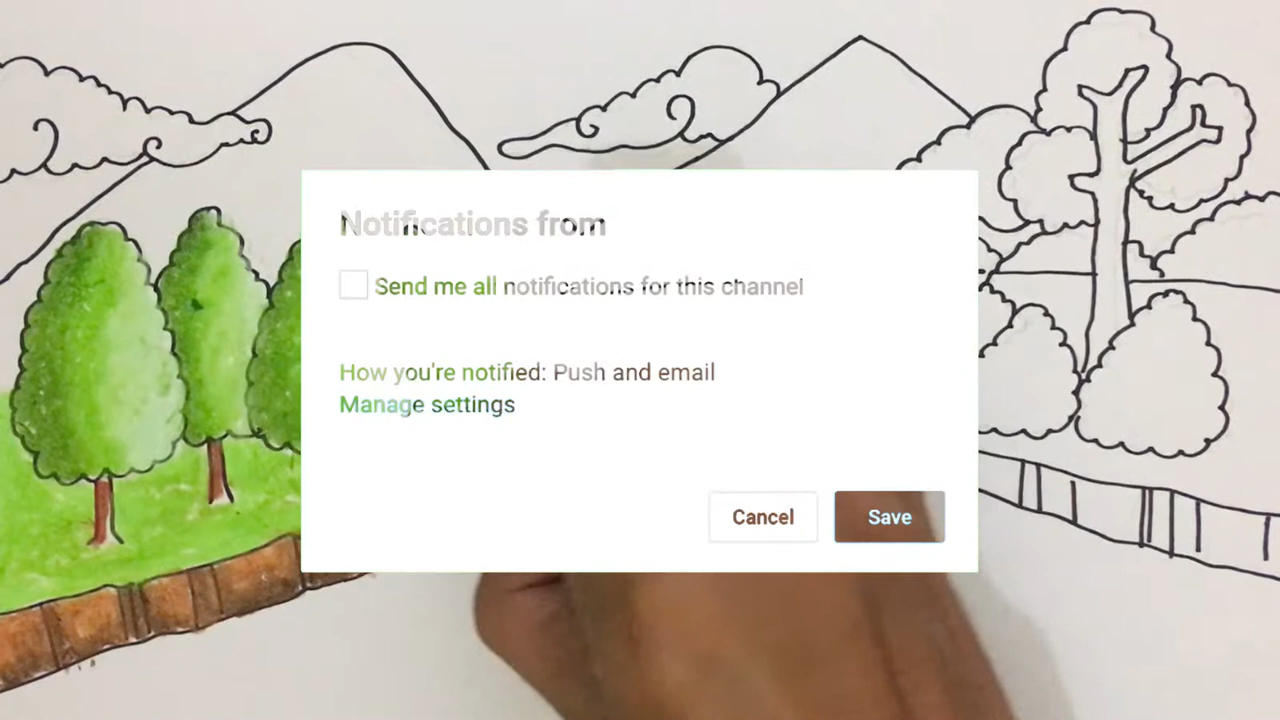 Notifications from
Send me all notifications for this channel
How you're notified: Push and email
Manage settings
Cancel
Save